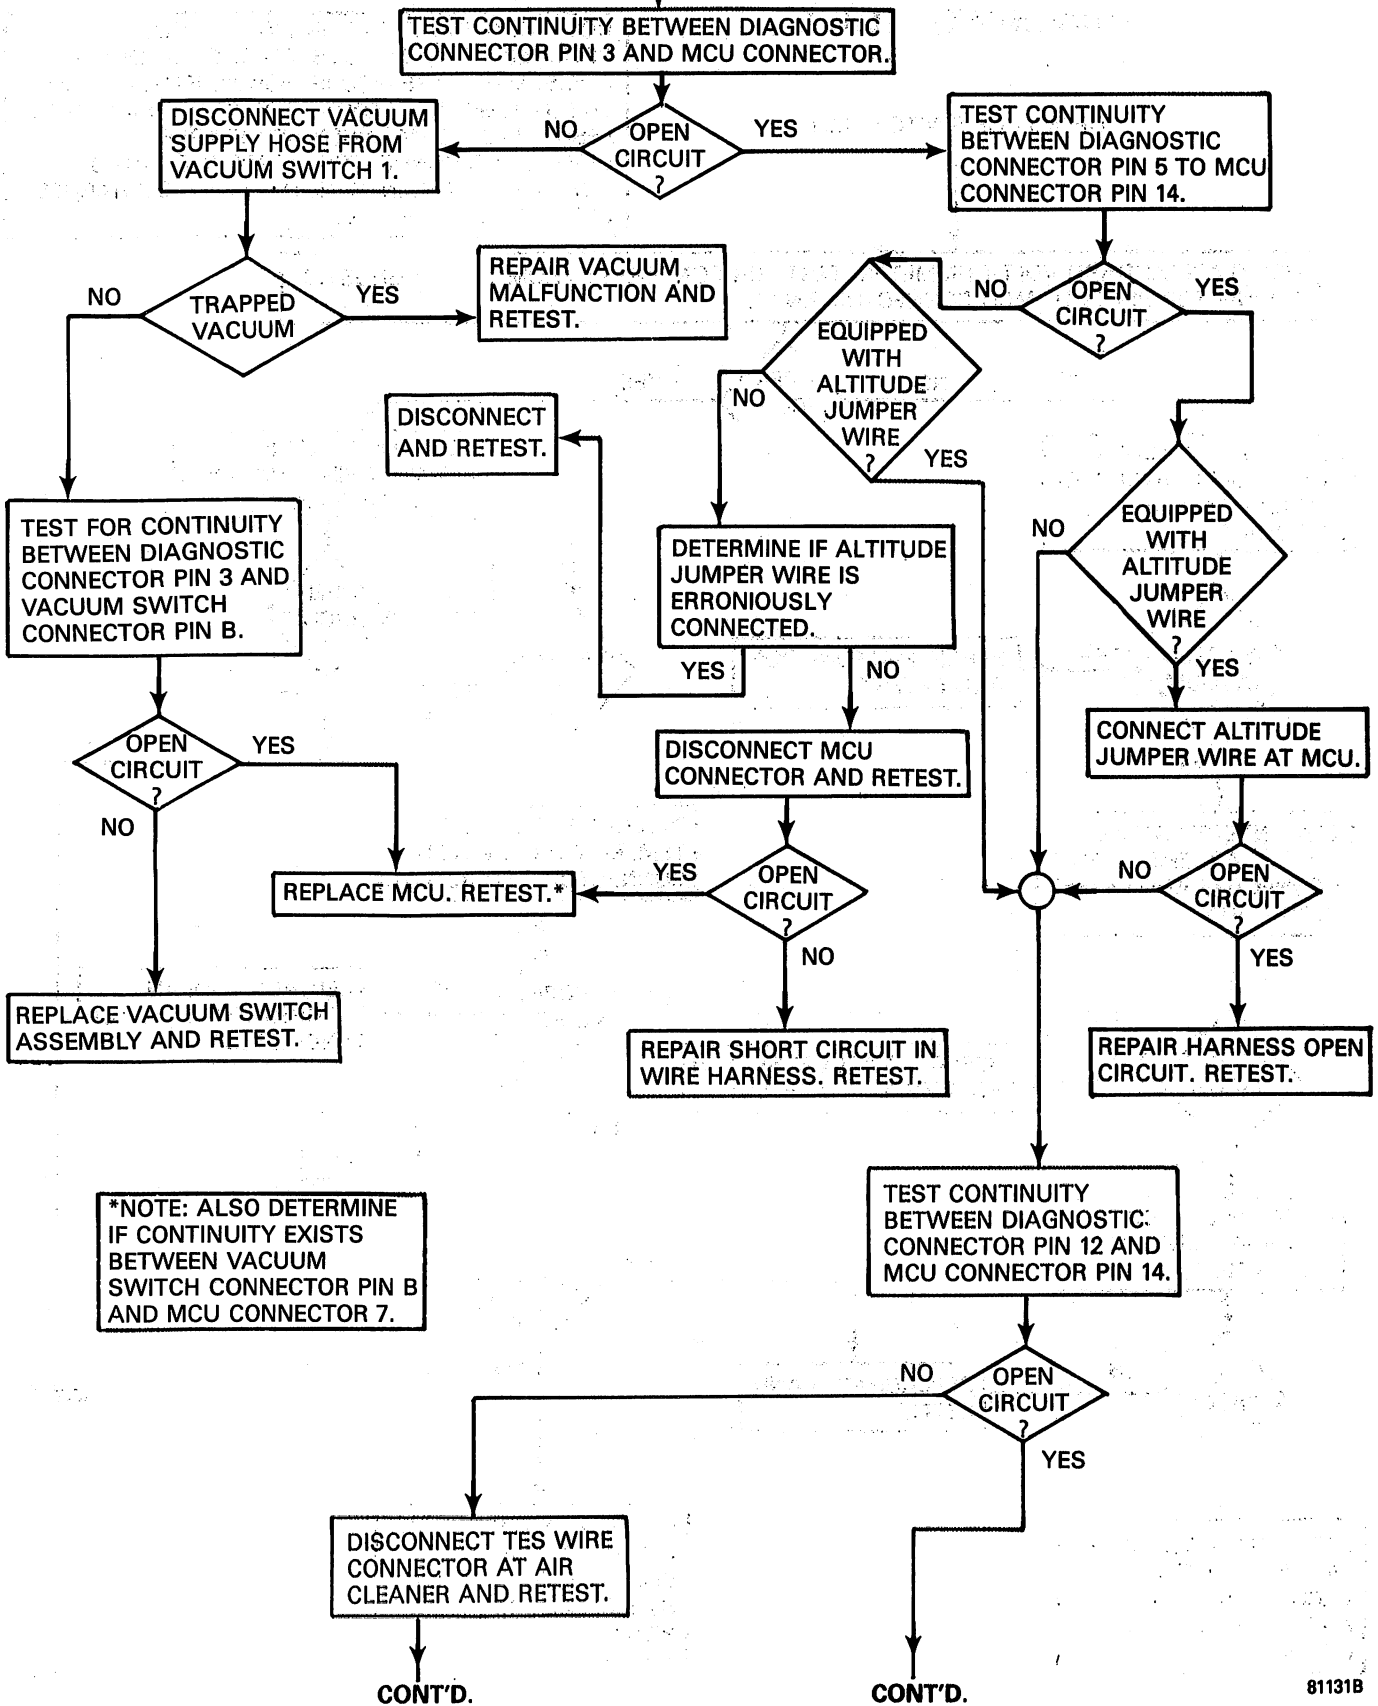 TEST CONTINUITY BETWEEN DIAGNOSTIC
CONNECTOR PIN 3 AND MCU CONNECTOR.
DISCONNECT VACUUM
SUPPLY HOSE FROM
VACUUM SWITCH 1.
NO
OPEN
CIRCUIT
?
YES
TEST CONTINUITY
BETWEEN DIAGNOSTIC
CONNECTOR PIN 5 TO MCU
CONNECTOR PIN 14.
NO
TRAPPED
VACUUM
YES
REPAIR VACUUM
MALFUNCTION AND
RETEST.
NO
OPEN
CIRCUIT
?
YES
EQUIPPED
WITH
ALTITUDE
JUMPER
WIRE
?
NO
YES
DISCONNECT
AND RETEST.
NO
EQUIPPED
WITH
ALTITUDE
JUMPER
WIRE
?
YES
TEST FOR CONTINUITY
BETWEEN DIAGNOSTIC
CONNECTOR PIN 3 AND
VACUUM SWITCH
CONNECTOR PIN B.
DETERMINE IF ALTITUDE
JUMPER WIRE IS
ERRONIOUSLY
CONNECTED.
YES
NO
CONNECT ALTITUDE
JUMPER WIRE AT MCU.
OPEN
CIRCUIT
?
YES
NO
DISCONNECT MCU
CONNECTOR AND RETEST.
REPLACE MCU. RETEST.*
YES
OPEN
CIRCUIT
?
NO
NO
OPEN
CIRCUIT
?
YES
REPLACE VACUUM SWITCH
ASSEMBLY AND RETEST.
REPAIR SHORT CIRCUIT IN
WIRE HARNESS. RETEST.
REPAIR HARNESS OPEN
CIRCUIT. RETEST.
*NOTE: ALSO DETERMINE
IF CONTINUITY EXISTS
BETWEEN VACUUM
SWITCH CONNECTOR PIN B
AND MCU CONNECTOR 7.
TEST CONTINUITY
BETWEEN DIAGNOSTIC
CONNECTOR PIN 12 AND
MCU CONNECTOR PIN 14.
NO
OPEN
CIRCUIT
?
YES
DISCONNECT TES WIRE
CONNECTOR AT AIR
CLEANER AND RETEST.
CONT'D.
CONT'D.
81131B